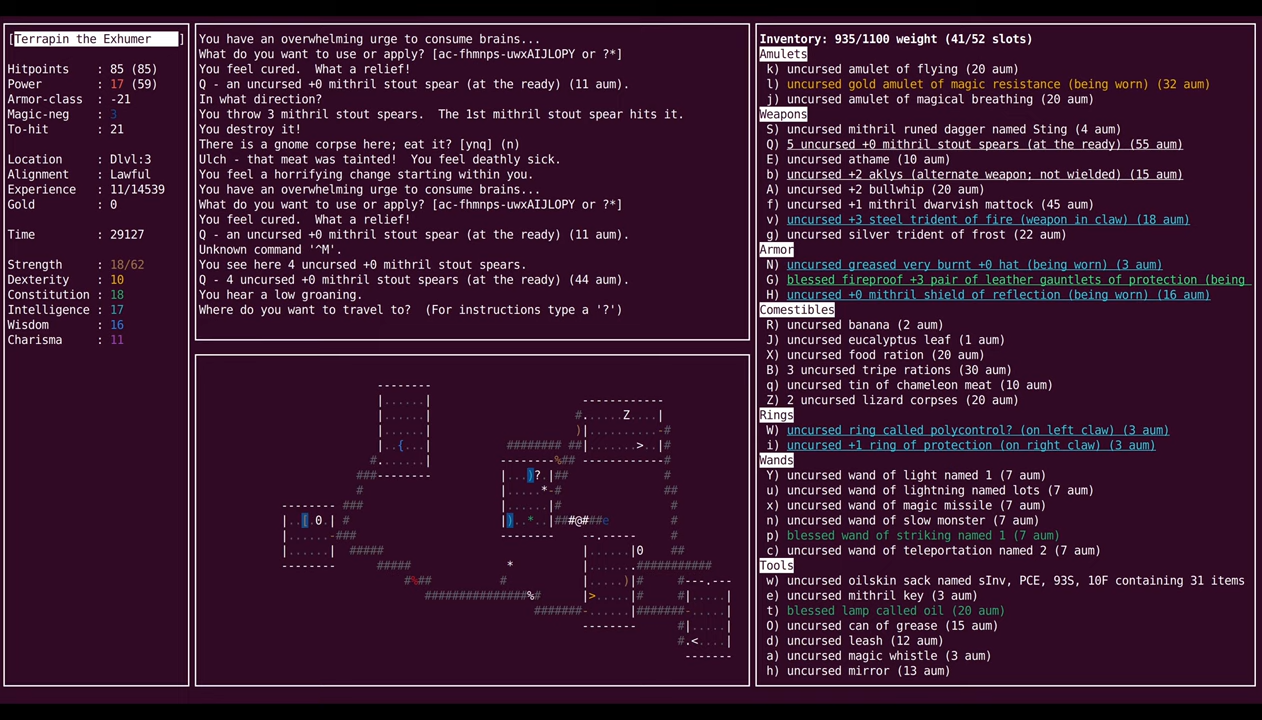 [Terrapin the Exhumer ]
Hitpoints : 85 (85)
Power : 17 (59)
Armor-class : -21
Magic-neg : 3
To-hit : 21
Location : Dlvl:3
Alignment : Lawful
Experience : 11/14539
Gold : 0
Time : 29127
Strength : 18/62
Dexterity : 10
Constitution : 18
Intelligence : 17
Wisdom : 16
Charisma : 11
You have an overwhelming urge to consume brains...
What do you want to use or apply? [ac-fhmnps-uwxAIJLOPY or ?*]
You feel cured. What a relief!
Q - an uncursed +0 mithril stout spear (at the ready) (11 aum).
In what direction?
You throw 3 mithril stout spears. The 1st mithril stout spear hits it.
You destroy it!
There is a gnome corpse here; eat it? [ynq] (n)
Ulch - that meat was tainted! You feel deathly sick.
You feel a horrifying change starting within you.
You have an overwhelming urge to consume brains...
What do you want to use or apply? [ac-fhmnps-uwxAIJLOPY or ?*]
You feel cured. What a relief!
Q - an uncursed +0 mithril stout spear (at the ready) (11 aum).
Unknown command '^M'.
You see here 4 uncursed +0 mithril stout spears.
Q - 4 uncursed +0 mithril stout spears (at the ready) (44 aum).
You hear a low groaning.
Where do you want to travel to? (For instructions type a '?')
Inventory: 935/1100 weight (41/52 slots)
Amulets
k) uncursed amulet of flying (20 aum)
l) uncursed gold amulet of magic resistance (being worn) (32 aum)
j) uncursed amulet of magical breathing (20 aum)
Weapons
S) uncursed mithril runed dagger named Sting (4 aum)
Q) 5 uncursed +0 mithril stout spears (at the ready) (55 aum)
E) uncursed athame (10 aum)
b) uncursed +2 aklys (alternate weapon; not wielded) (15 aum)
A) uncursed +2 bullwhip (20 aum)
f) uncursed +1 mithril dwarvish mattock (45 aum)
v) uncursed +3 steel trident of fire (weapon in claw) (18 aum)
g) uncursed silver trident of frost (22 aum)
Armor
N) uncursed greased very burnt +0 hat (being worn) (3 aum)
G) blessed fireproof +3 pair of leather gauntlets of protection (being
H) uncursed +0 mithril shield of reflection (being worn) (16 aum)
Comestibles
R) uncursed banana (2 aum)
J) uncursed eucalyptus leaf (1 aum)
X) uncursed food ration (20 aum)
B) 3 uncursed tripe rations (30 aum)
q) uncursed tin of chameleon meat (10 aum)
Z) 2 uncursed lizard corpses (20 aum)
Rings
W) uncursed ring called polycontrol? (on left claw) (3 aum)
i) uncursed +1 ring of protection (on right claw) (3 aum)
Wands
Y) uncursed wand of light named 1 (7 aum)
u) uncursed wand of lightning named lots (7 aum)
x) uncursed wand of magic missile (7 aum)
n) uncursed wand of slow monster (7 aum)
p) blessed wand of striking named 1 (7 aum)
c) uncursed wand of teleportation named 2 (7 aum)
Tools
w) uncursed oilskin sack named sInv, PCE, 93S, 10F containing 31 items
e) uncursed mithril key (3 aum)
t) blessed lamp called oil (20 aum)
O) uncursed can of grease (15 aum)
d) uncursed leash (12 aum)
a) uncursed magic whistle (3 aum)
h) uncursed mirror (13 aum)